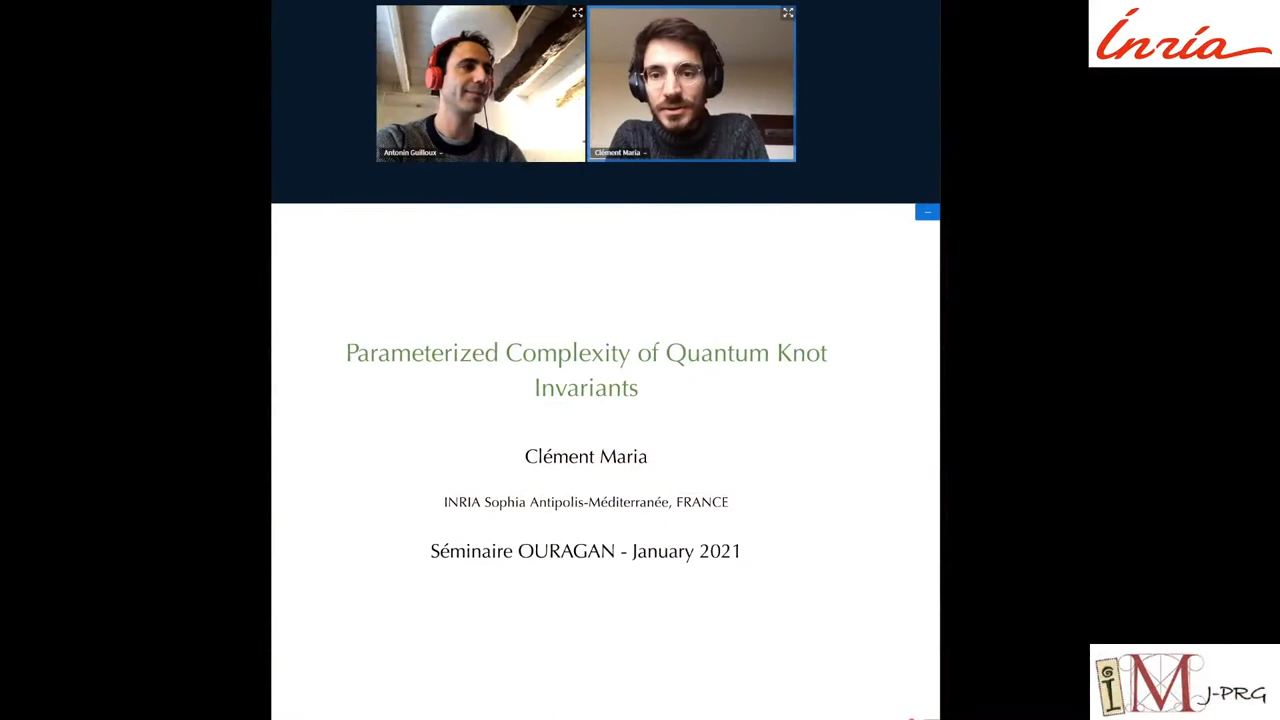 Inria
Antonin Guilloux
Clément Maria
Parameterized Complexity of Quantum Knot
Invariants
Clément Maria
INRIA Sophia Antipolis-Méditerranée, FRANCE
Séminaire OURAGAN - January 2021
iMJ-PRG